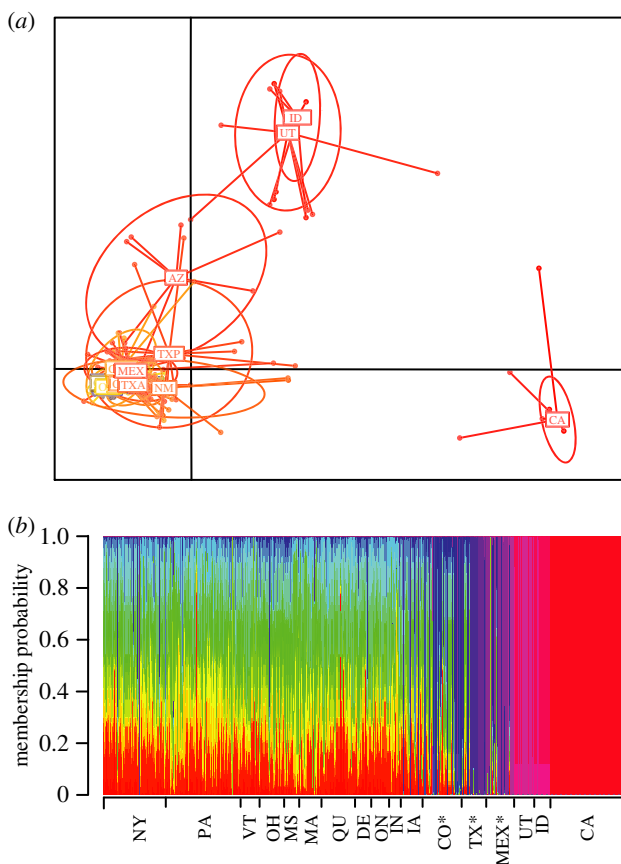 (a)
ID
UT
AZ
TXP
MEX
TXA
NM
CA
(b)
1.0
0.8
0.6
0.4
0.2
0
membership probability
NY
PA
VT
OH
MS
MA
QU
DE
ON
IN
IA
CO*
TX*
MEX*
UT
ID
CA